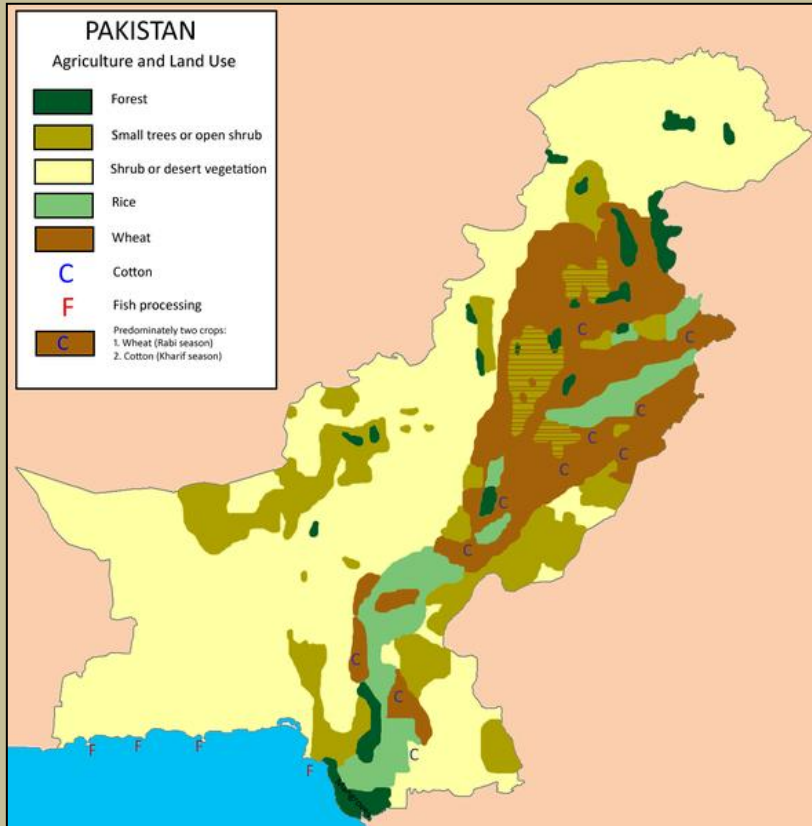 PAKISTAN
Agriculture and Land Use
Forest
Small trees or open shrub
Shrub or desert vegetation
Rice
Wheat
C Cotton
F Fish processing
C Predominately two crops:
1. Wheat (Rabi season)
2. Cotton (Kharif season)
C
C
C
C
C
C
C
C
C
C
C
F
F
F
F